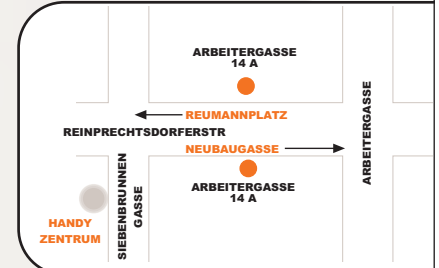 ARBEITERGASSE
14 A
REUMANNPLATZ
REINPRECHTSDORFERSTR
NEUBAUGASSE
ARBEITERGASSE
14 A
ARBEITERGASSE
SIEBENBRUNNEN
GASSE
HANDY
ZENTRUM